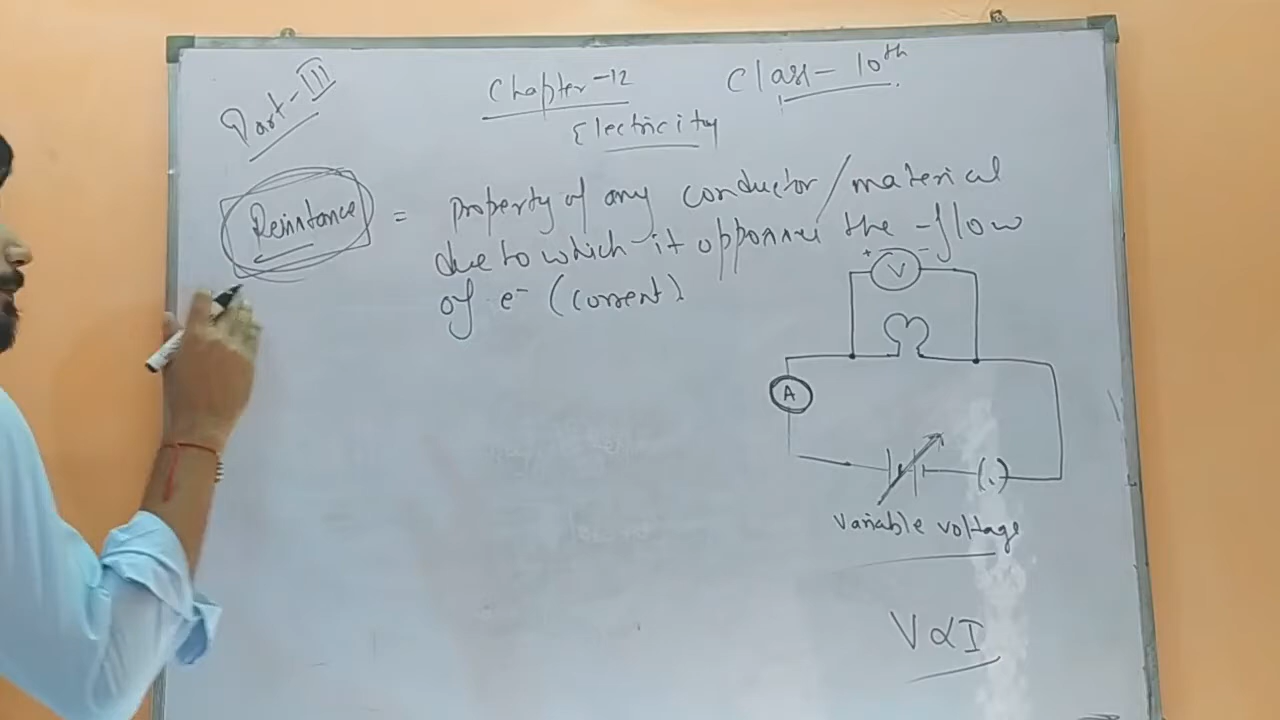 Part-III
Chapter-12
Class-10th
Electricity
Resistance = property of any conductor/material
due to which it opposses the flow
of e- (current)
+ V -
A
(.)
Variable voltage
V∝I